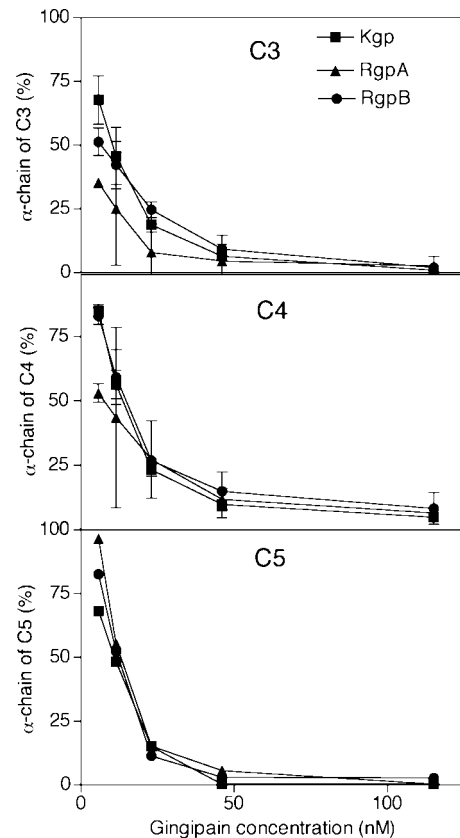 100
C3
Kgp
RgpA
RgpB
75
50
25
0
α-chain of C3 (%)
C4
75
50
25
α-chain of C4 (%)
100
C5
75
50
25
0
α-chain of C5 (%)
0 50 100
Gingipain concentration (nM)